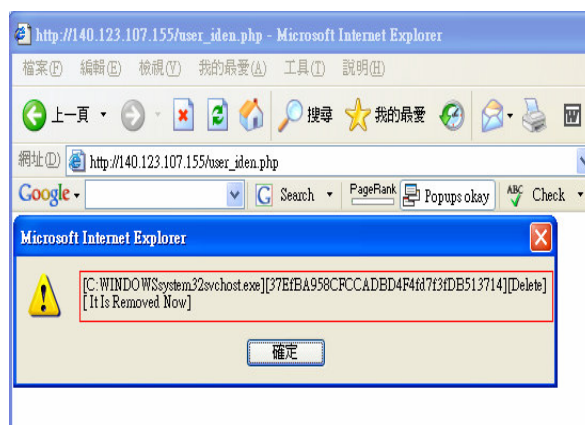 http://140.123.107.155/user_iden.php - Microsoft Internet Explorer
檔案(F) 編輯(E) 檢視(V) 我的最愛(A) 工具(T) 說明(H)
上一頁 搜尋 我的最愛
網址(D) http://140.123.107.155/user_iden.php
Google G Search PageRank Popups okay ABC Check
Microsoft Internet Explorer
[C:WINDOWSsystem32svchost.exe][37EfBA958CFCCADBD4F4fd7f3fDB513714][Delete]
[ It Is Removed Now]
確定